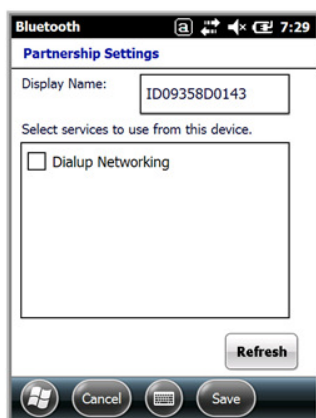 Bluetooth a 7:29
Partnership Settings
Display Name: ID09358D0143
Select services to use from this device.
Dialup Networking
Refresh
Cancel Save